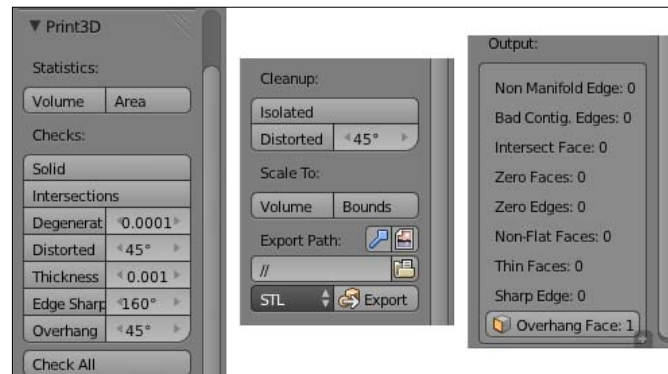 Print3D
Statistics:
Volume Area
Checks:
Solid
Intersections
Degenerat 0.0001
Distorted 45°
Thickness 0.001
Edge Sharp 160°
Overhang 45°
Check All
Cleanup:
Isolated
Distorted 45°
Scale To:
Volume Bounds
Export Path:
//
STL Export
Output:
Non Manifold Edge: 0
Bad Contig. Edges: 0
Intersect Face: 0
Zero Faces: 0
Zero Edges: 0
Non-Flat Faces: 0
Thin Faces: 0
Sharp Edge: 0
Overhang Face: 1